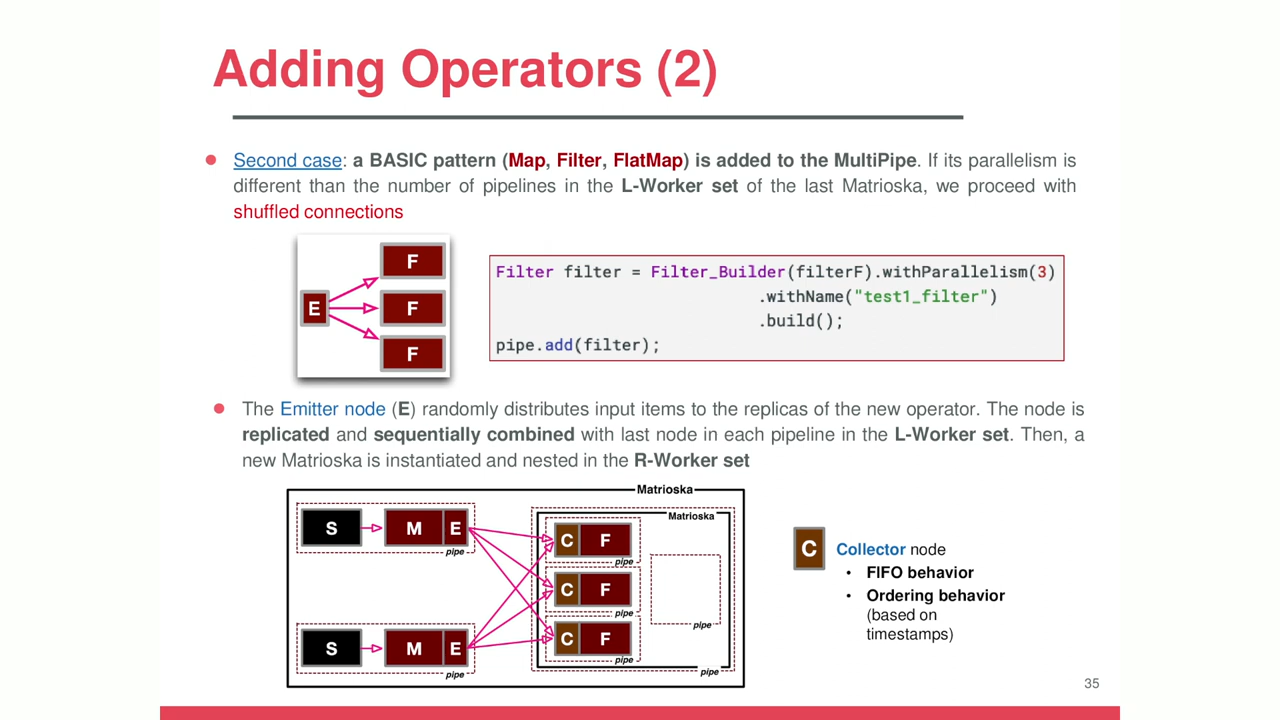 Adding Operators (2)
● Second case: a BASIC pattern (Map, Filter, FlatMap) is added to the MultiPipe. If its parallelism is
different than the number of pipelines in the L-Worker set of the last Matrioska, we proceed with
shuffled connections
F
E
F
F
Filter filter = Filter_Builder(filterF).withParallelism(3)
.withName("test1_filter")
.build();
pipe.add(filter);
● The Emitter node (E) randomly distributes input items to the replicas of the new operator. The node is
replicated and sequentially combined with last node in each pipeline in the L-Worker set. Then, a
new Matrioska is instantiated and nested in the R-Worker set
Matrioska
Matrioska
S M E
pipe
C F
pipe
C F
pipe
pipe
C F
pipe
S M E
pipe
pipe
C Collector node
• FIFO behavior
• Ordering behavior
(based on
timestamps)
35